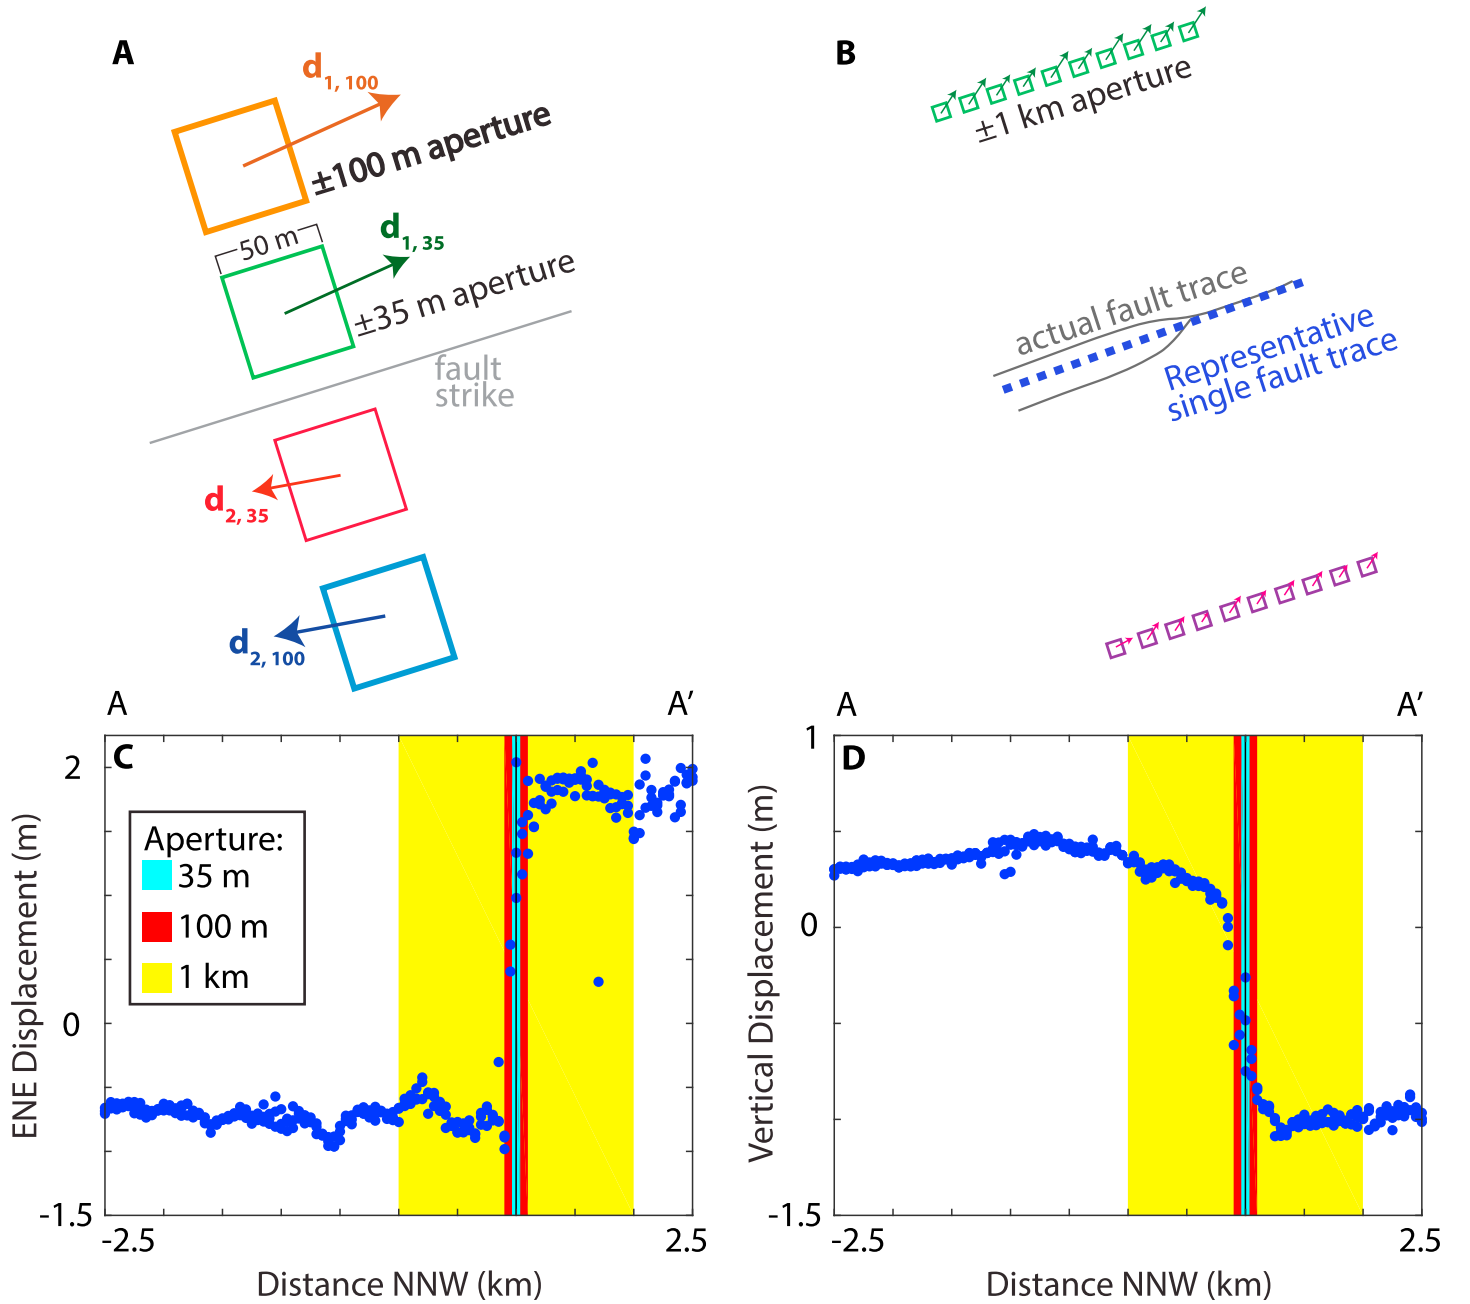 A
d1, 100
±100 m aperture
50 m
d1, 35
±35 m aperture
fault
strike
d2, 35
d2, 100
B
±1 km aperture
actual fault trace
Representative
single fault trace
A
A’
C
2
0
-1.5
ENE Displacement (m)
Aperture:
35 m
100 m
1 km
-2.5
2.5
Distance NNW (km)
A
A’
D
1
0
-1.5
Vertical Displacement (m)
-2.5
2.5
Distance NNW (km)